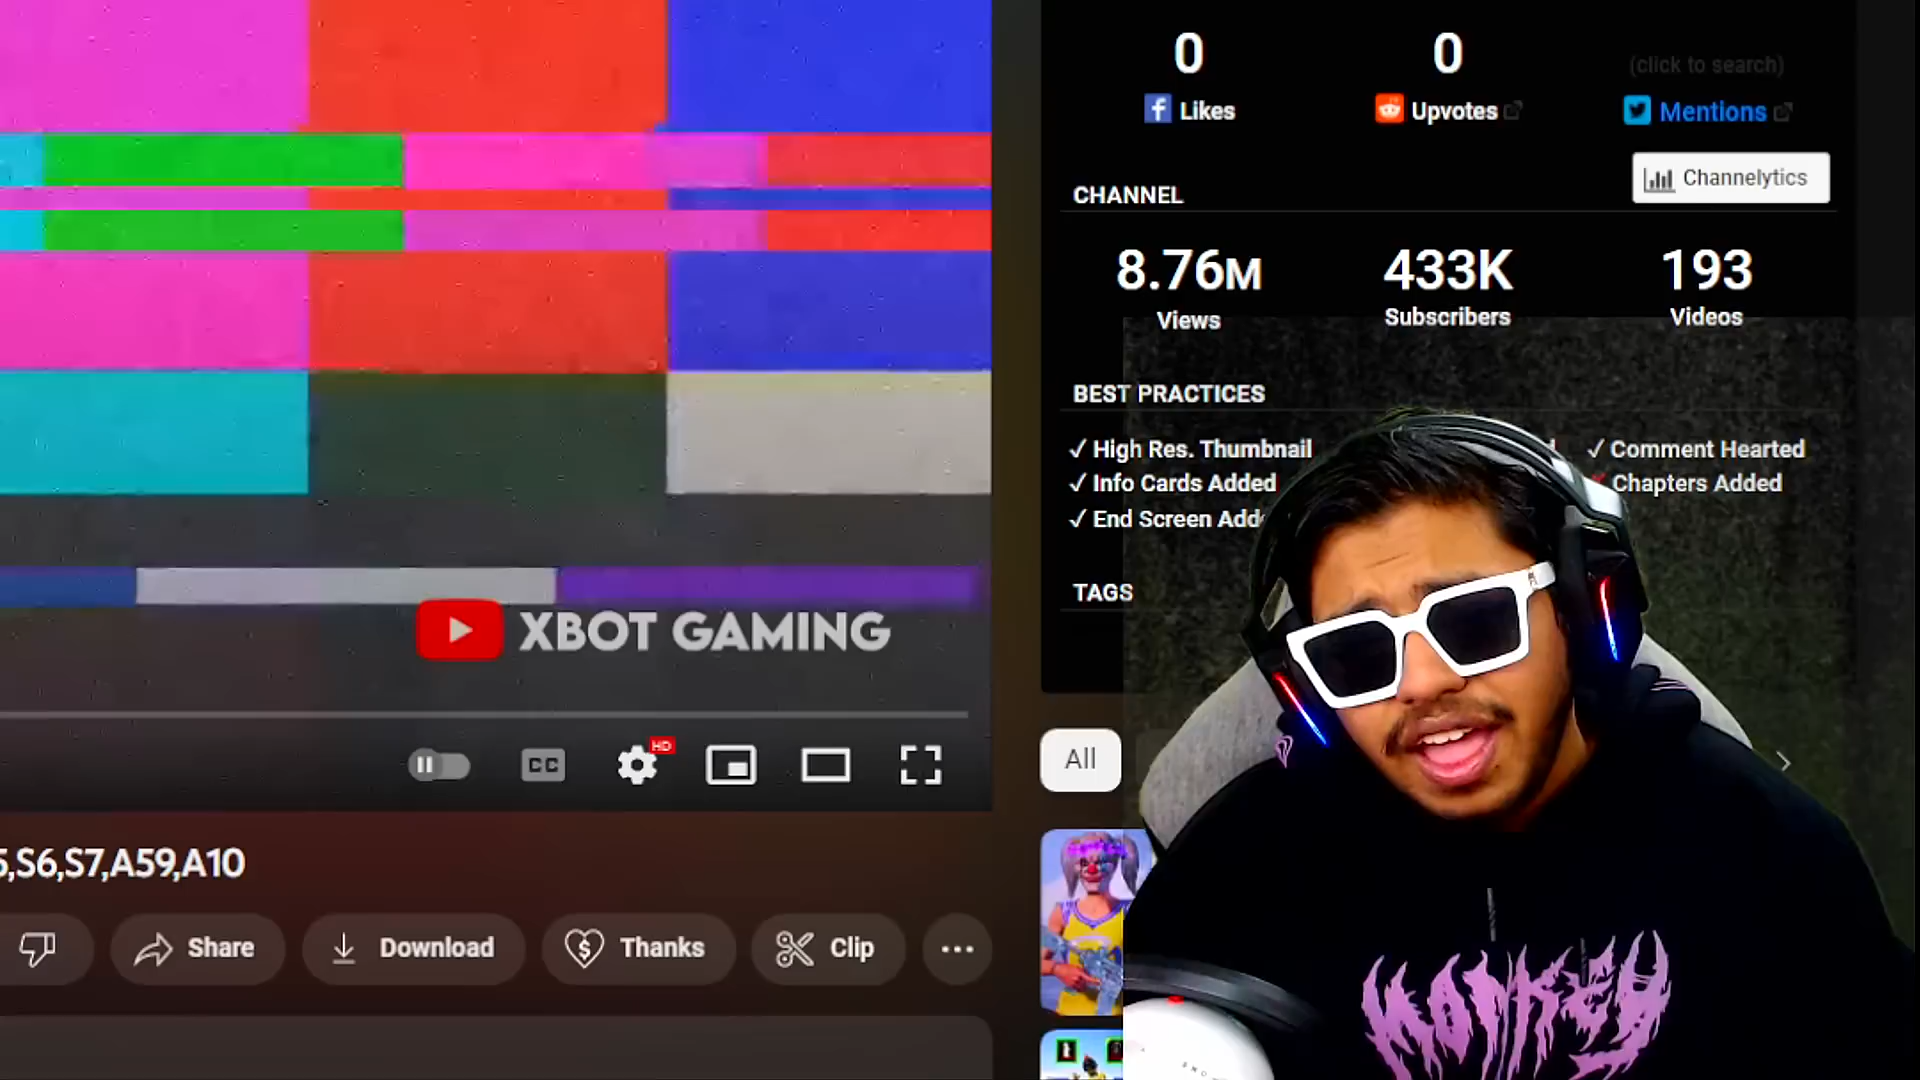 0
0
(click to search)
Likes
Upvotes
Mentions
CHANNEL
Channelytics
8.76M
433K
193
Views
Subscribers
Videos
BEST PRACTICES
✓ High Res. Thumbnail
✓ Comment Hearted
✓ Info Cards Added
Chapters Added
✓ End Screen
TAGS
XBOT GAMING
HD
CC
All
,S6,S7,A59,A10
Share
Download
Thanks
Clip
MONKEY